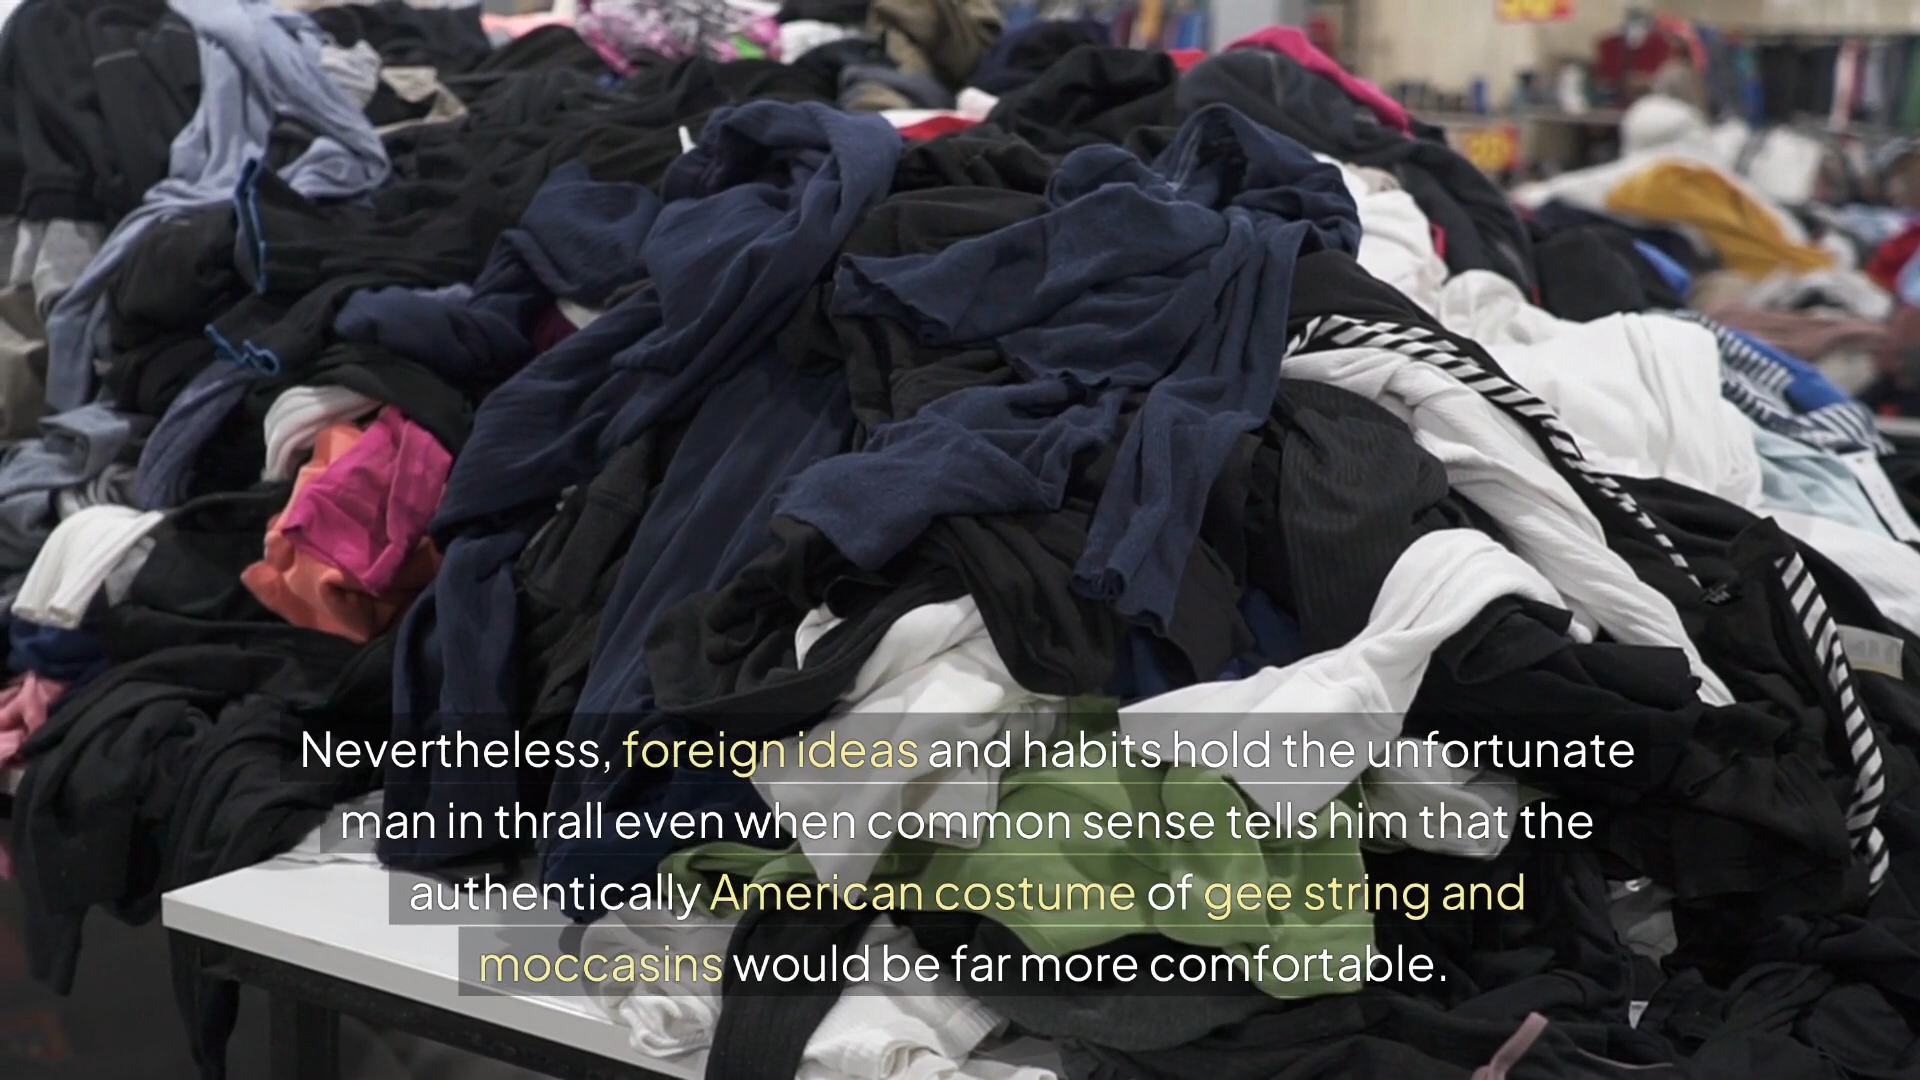 Nevertheless, foreign ideas and habits hold the unfortunate
man in thrall even when common sense tells him that the
authentically American costume of gee string and
moccasins would be far more comfortable.